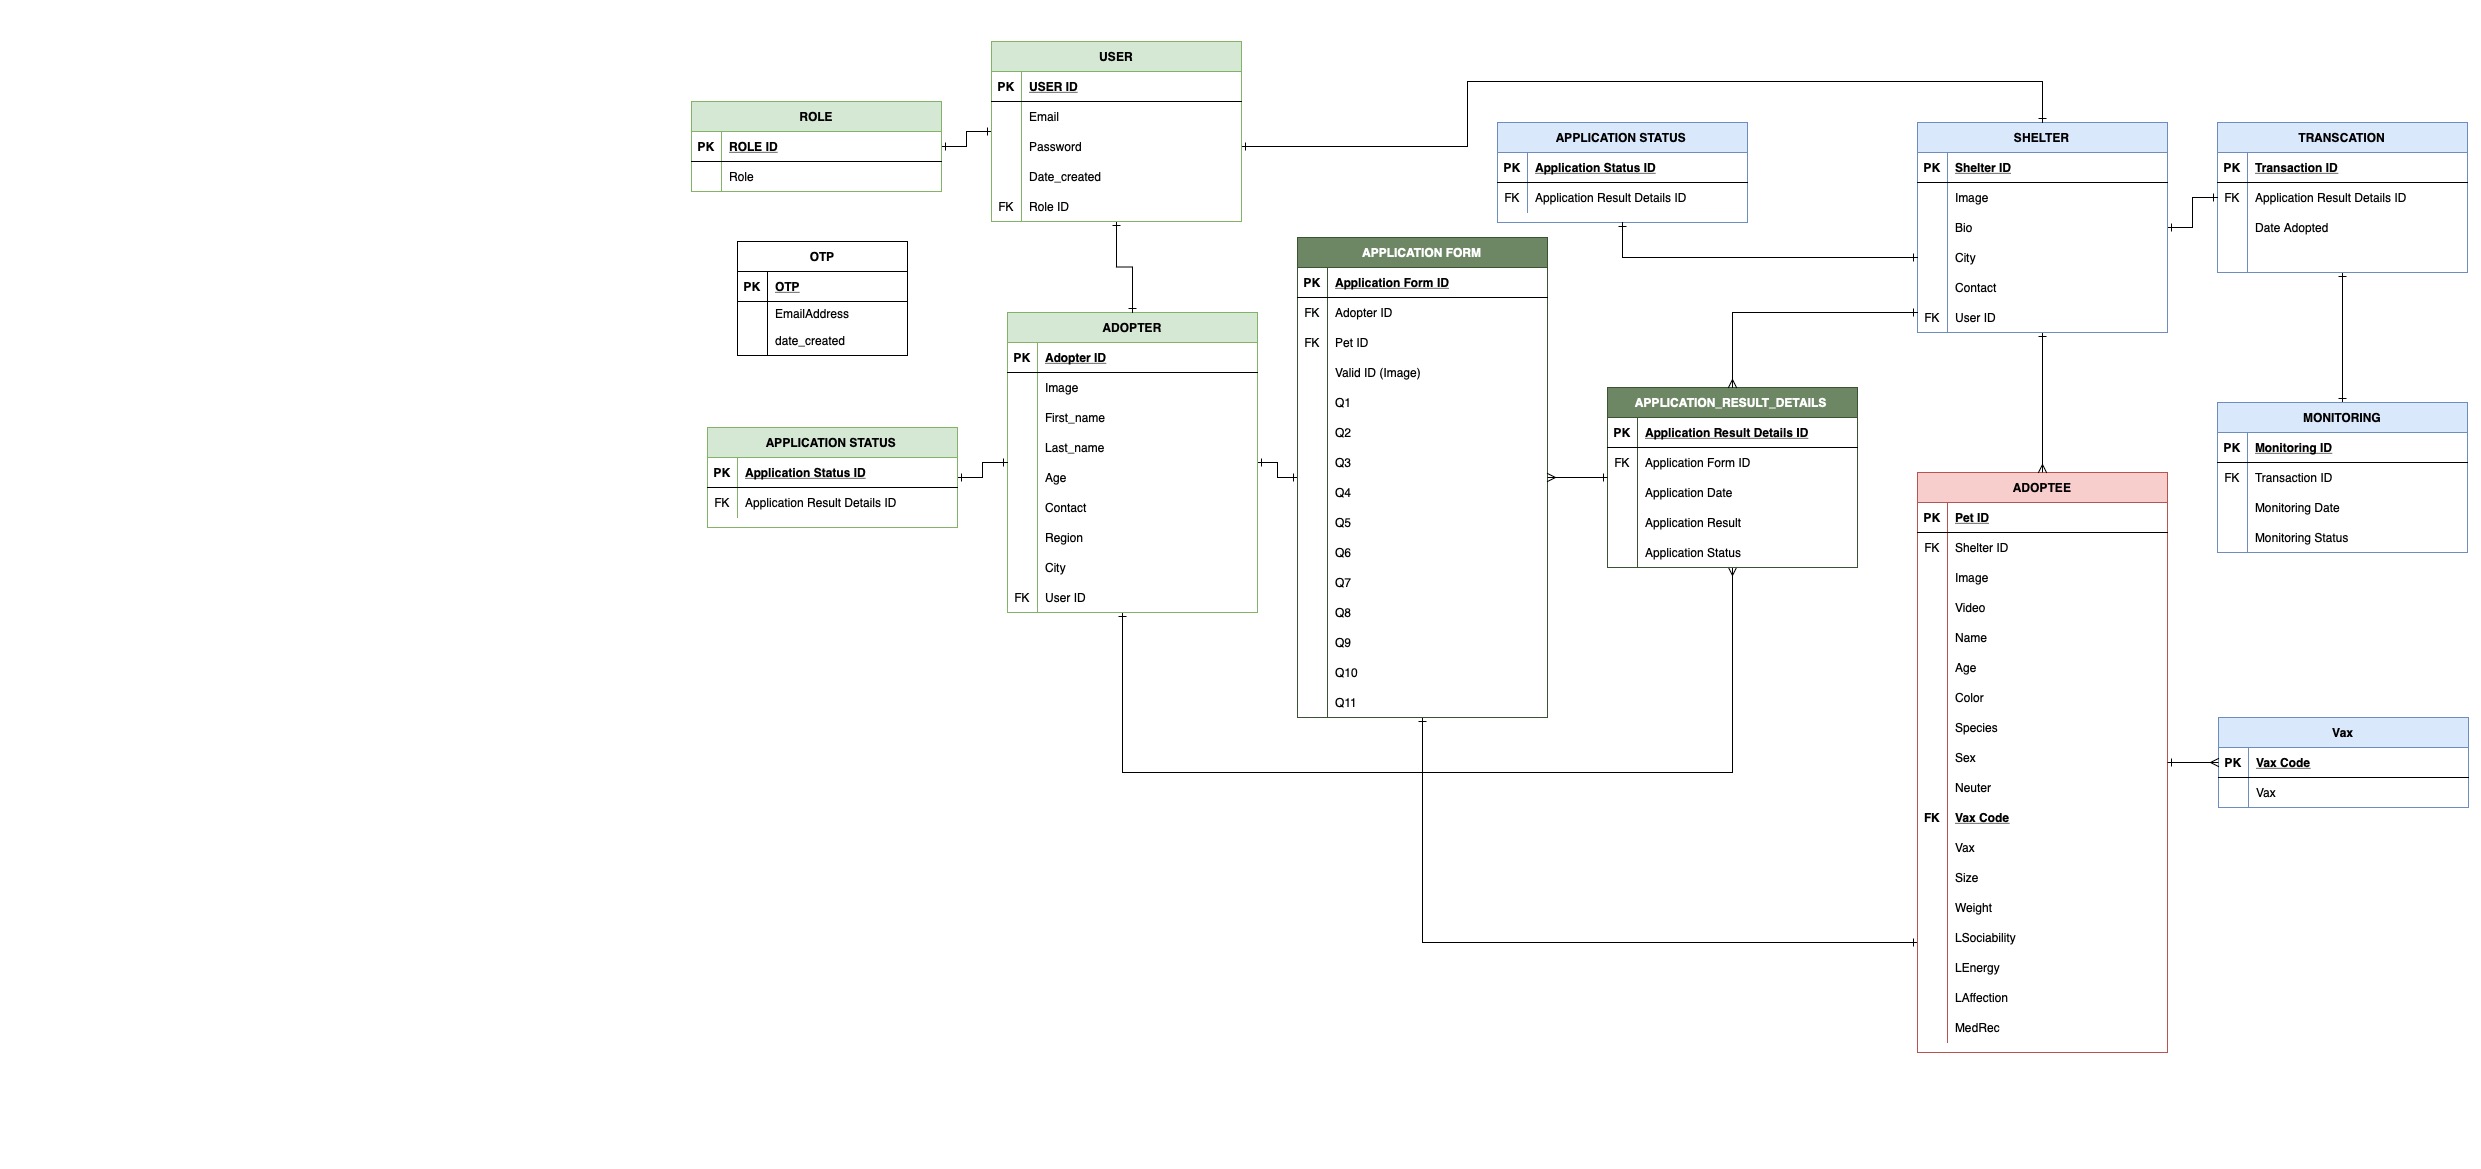 USER
PK USER ID
Email
Password
Date_created
FK Role ID
ROLE
PK ROLE ID
Role
OTP
PK OTP
EmailAddress
date_created
ADOPTER
PK Adopter ID
Image
First_name
Last_name
Age
Contact
Region
City
FK User ID
APPLICATION STATUS
PK Application Status ID
FK Application Result Details ID
APPLICATION FORM
PK Application Form ID
FK Adopter ID
FK Pet ID
Valid ID (Image)
Q1
Q2
Q3
Q4
Q5
Q6
Q7
Q8
Q9
Q10
Q11
APPLICATION STATUS
PK Application Status ID
FK Application Result Details ID
APPLICATION_RESULT_DETAILS
PK Application Result Details ID
FK Application Form ID
Application Date
Application Result
Application Status
SHELTER
PK Shelter ID
Image
Bio
City
Contact
FK User ID
TRANSCATION
PK Transaction ID
FK Application Result Details ID
Date Adopted
MONITORING
PK Monitoring ID
FK Transaction ID
Monitoring Date
Monitoring Status
ADOPTEE
PK Pet ID
FK Shelter ID
Image
Video
Name
Age
Color
Species
Sex
Neuter
FK Vax Code
Vax
Size
Weight
LSociability
LEnergy
LAffection
MedRec
Vax
PK Vax Code
Vax